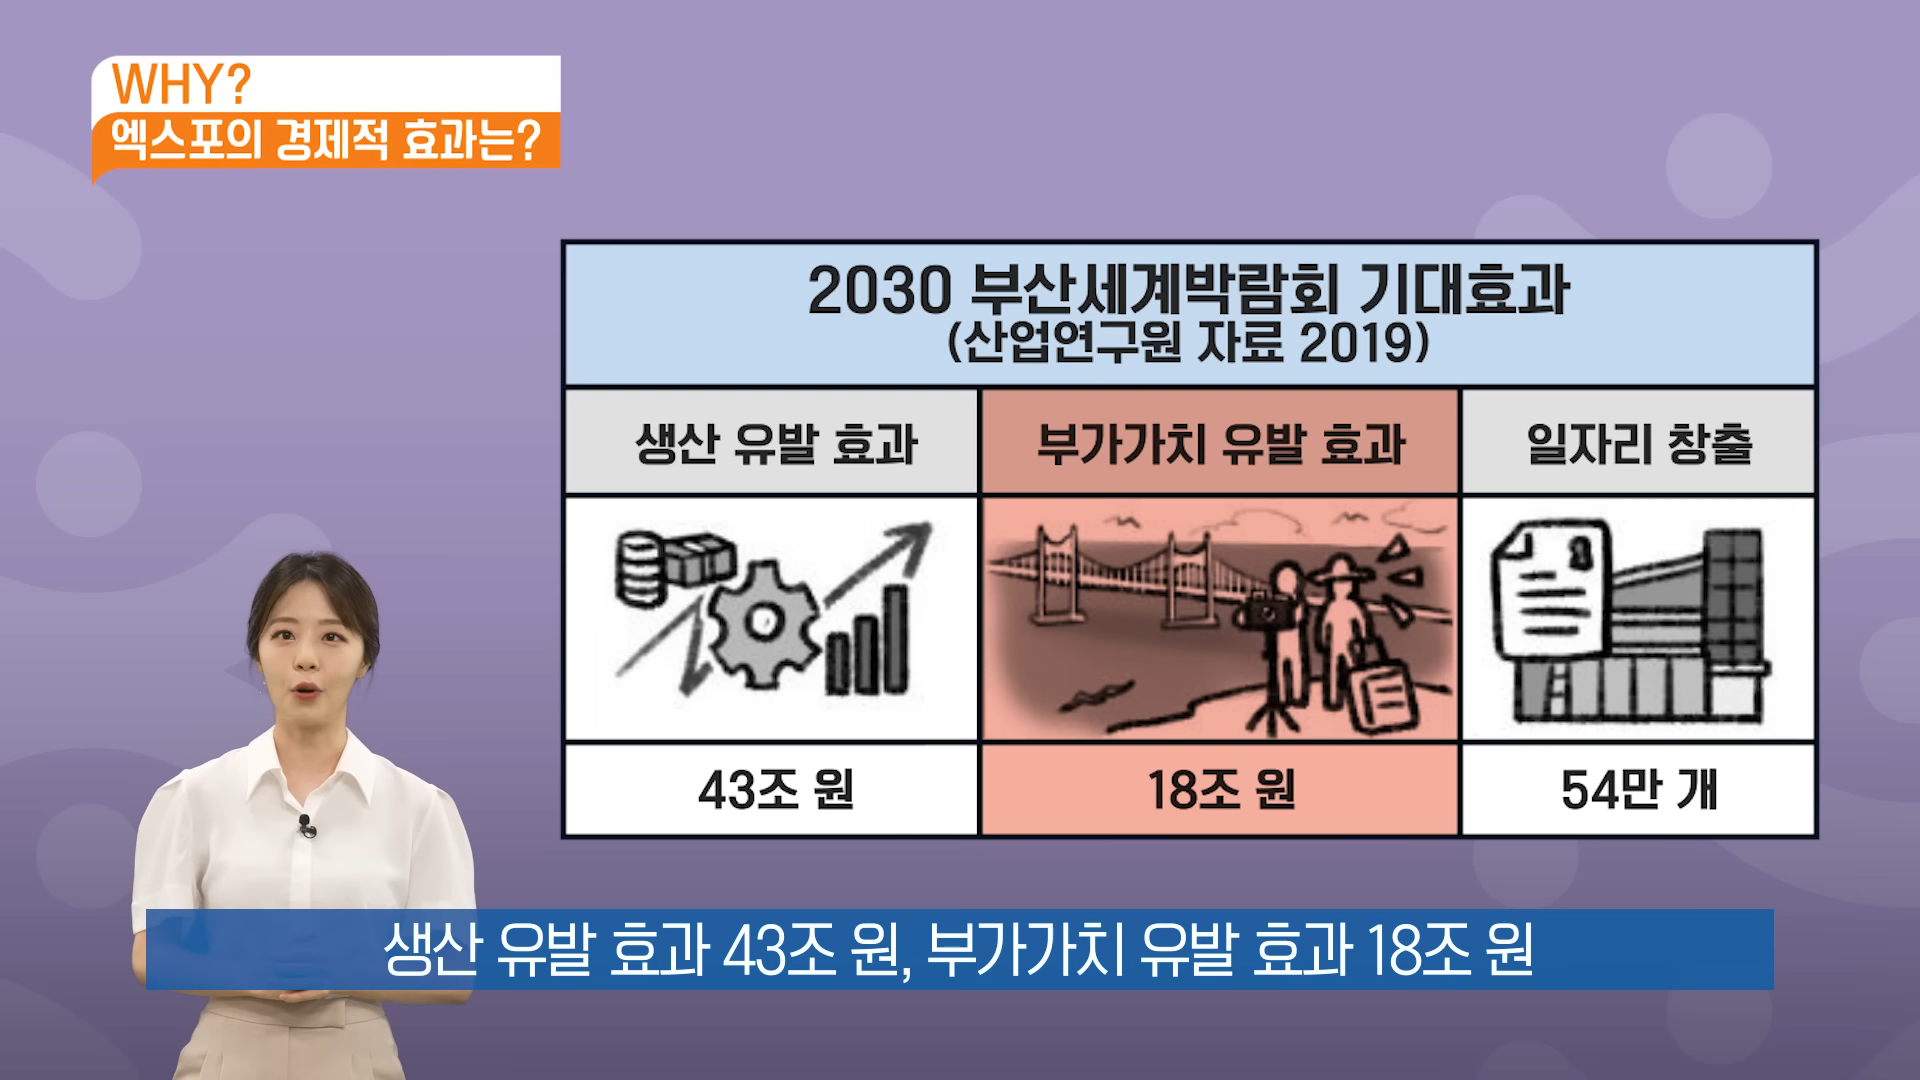 WHY?
엑스포의 경제적 효과는?
2030 부산세계박람회 기대효과
(산업연구원 자료 2019)
생산 유발 효과
부가가치 유발 효과
일자리 창출
43조 원
18조 원
54만 개
생산 유발 효과 43조 원, 부가가치 유발 효과 18조 원